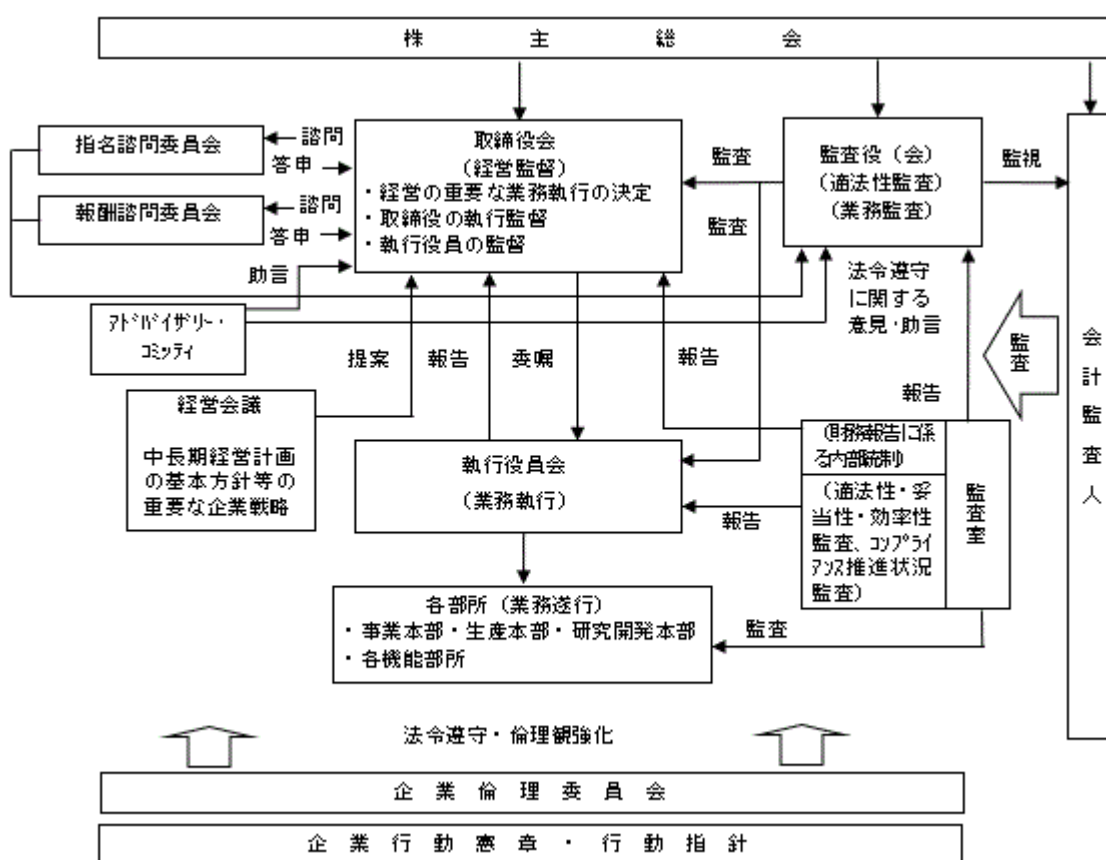 株主総会
指名諮問委員会
諮問
答申
報酬諮問委員会
諮問
答申
助言
取締役会
(経営監督)
・経営の重要な業務執行の決定
・取締役の執行監督
・執行役員の監督
監査
監査
監査役(会)
(適法性監査)
(業務監査)
監視
法令遵守
に関する
意見・助言
ｱﾄﾞﾊﾞｲｻﾞﾘｰ・
ｺﾐｯﾃｨ
提案
報告
委嘱
報告
報告
監査
会計監査人
経営会議
中長期経営計画
の基本方針等の
重要な企業戦略
執行役員会
(業務執行)
報告
(財務報告に係
る内部統制)
(適法性・妥
当性・効率性
監査、ｺﾝﾌﾟﾗｲ
ｱﾝｽ推進状況
監査)
監査室
各部所(業務遂行)
・事業本部・生産本部・研究開発本部
・各機能部所
監査
法令遵守・倫理観強化
企業倫理委員会
企業行動憲章・行動指針